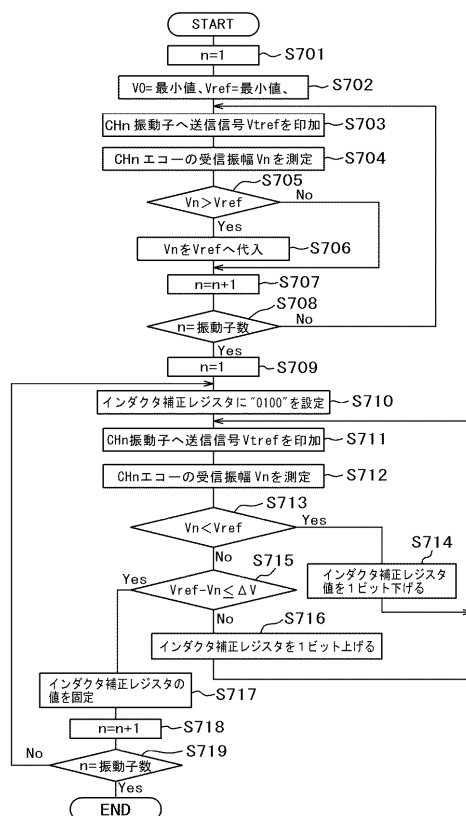 START
n=1
S701
V0=最小値、Vref=最小値、
S702
CHn振動子へ送信信号Vtrefを印加
S703
CHnエコーの受信振幅Vnを測定
S704
S705
Vn>Vref
No
Yes
VnをVrefへ代入
S706
n=n+1
S707
S708
n=振動子数
No
Yes
n=1
S709
インダクタ補正レジスタに"0100"を設定
S710
CHn振動子へ送信信号Vtrefを印加
S711
CHnエコーの受信振幅Vnを測定
S712
S713
Vn<Vref
Yes
No
S714
インダクタ補正レジスタ
値を1ビット下げる
S715
Yes
Vref-Vn≦ΔV
No
S716
インダクタ補正レジスタを1ビット上げる
インダクタ補正レジスタの
値を固定
S717
n=n+1
S718
S719
No
n=振動子数
Yes
END